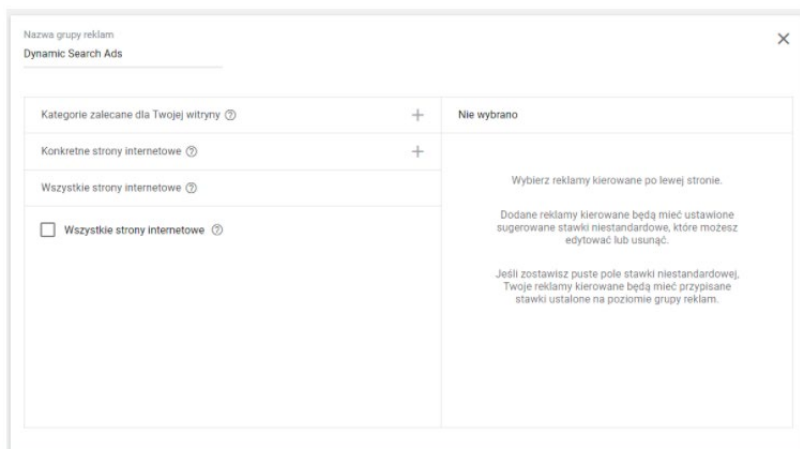 Nazwa grupy reklam
Dynamic Search Ads
Kategorie zalecane dla Twojej witryny
Konkretne strony internetowe
Wszystkie strony internetowe
Wszystkie strony internetowe
Nie wybrano
Wybierz reklamy kierowane po lewej stronie.
Dodane reklamy kierowane będą mieć ustawione
sugerowane stawki niestandardowe, które możesz
edytować lub usunąć.
Jeśli zostawisz puste pole stawki niestandardowej,
Twoje reklamy kierowane będą mieć przypisane
stawki ustalone na poziomie grupy reklam.